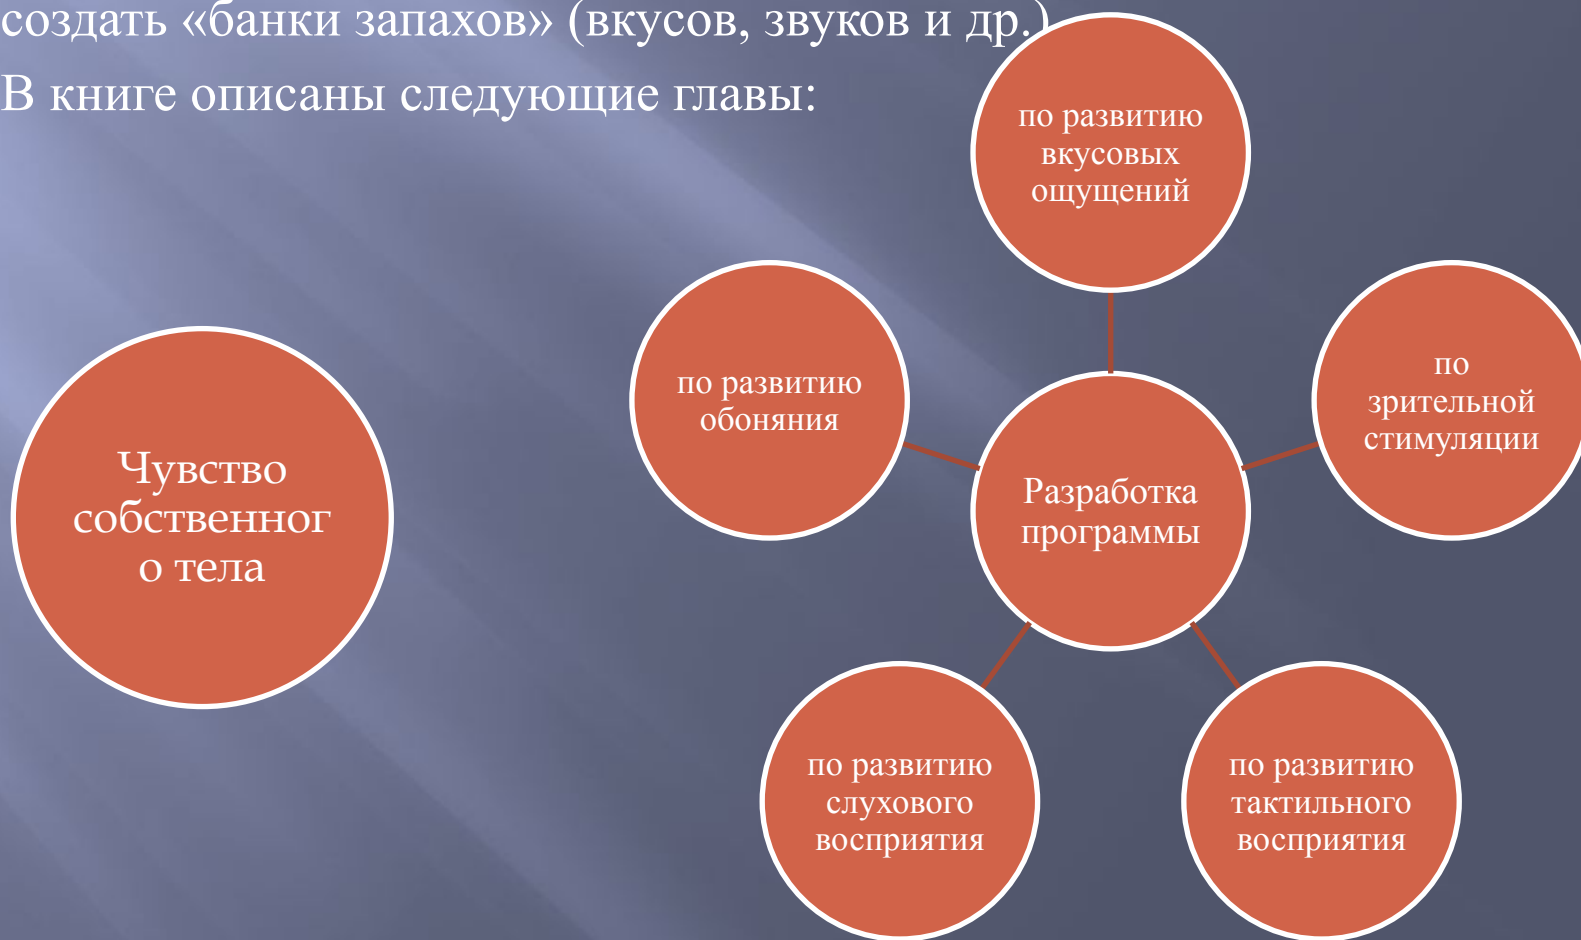 создать «банки запахов» (вкусов, звуков и др.)
В книге описаны следующие главы:
Чувство
собственног
о тела
по развитию
вкусовых
ощущений
по
зрительной
стимуляции
по развитию
тактильного
восприятия
по развитию
слухового
восприятия
по развитию
обоняния
Разработка
программы